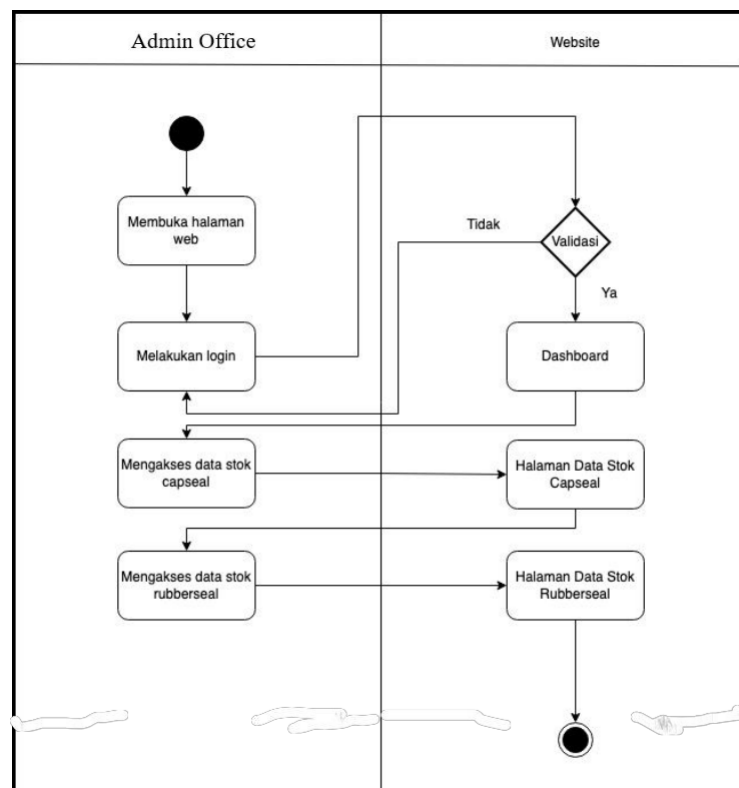 Admin Office
Website
Membuka halaman
web
Tidak
Validasi
Ya
Melakukan login
Dashboard
Mengakses data stok
capseal
Halaman Data Stok
Capseal
Mengakses data stok
rubberseal
Halaman Data Stok
Rubberseal